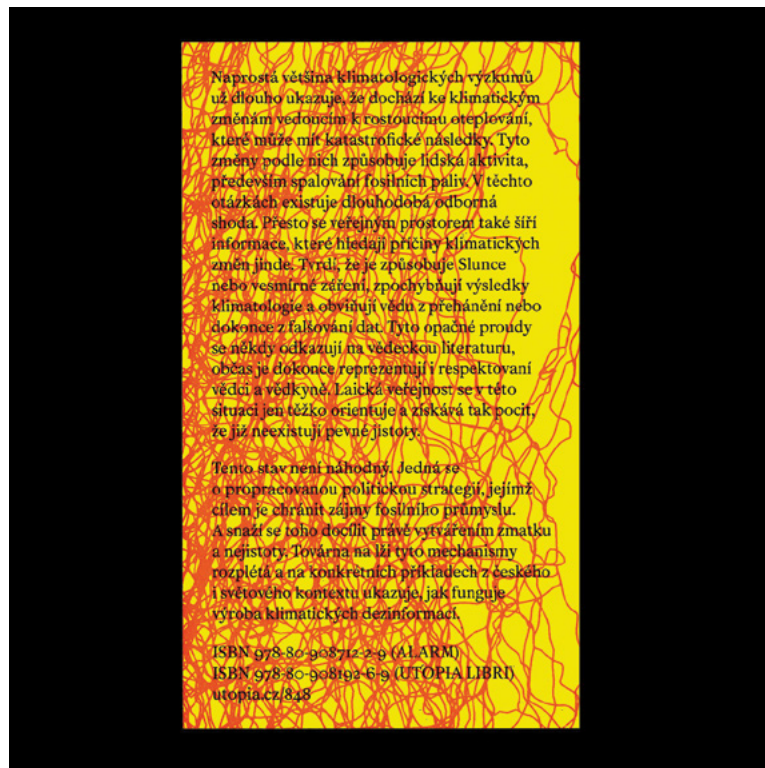 Naprostá většina klimatologických výzkumů
už dlouho ukazuje, že dochází ke klimatickým
změnám vedoucím k rostoucímu oteplování,
které může mít katastrofické následky. Tyto
změny podle nich způsobuje lidská aktivita,
především spalování fosilních paliv. V těchto
otázkách existuje dlouhodobá odborná
shoda. Přesto se veřejným prostorem také šíří
informace, které hledají příčiny klimatických
změn jinde. Tvrdí, že je způsobuje Slunce
nebo vesmírné záření, zpochybňují výsledky
klimatologie a obviňují vědu z přehánění nebo
dokonce z falšování dat. Tyto opačné proudy
se někdy odkazují na vědeckou literaturu,
občas je dokonce reprezentují i respektovaní
vědci a vědkyně. Laická veřejnost se v této
situaci jen těžko orientuje a získává tak pocit,
že již neexistují pevné jistoty.
Tento stav není náhodný. Jedná se
o propracovanou politickou strategii, jejímž
cílem je chránit zájmy fosilního průmyslu.
A snaží se toho docílit právě vytvářením zmatku
a nejistoty. Továrna na lži tyto mechanismy
rozplétá a na konkrétních příkladech z českého
i světového kontextu ukazuje, jak funguje
výroba klimatických dezinformací.
ISBN 978-80-908712-2-9 (ALARM)
ISBN 978-80-908192-6-9 (UTOPIA LIBRI)
utopia.cz/848